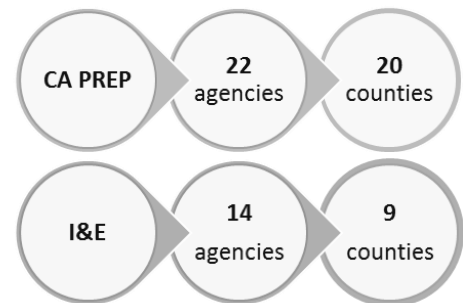 CA PREP
22
agencies
20
counties
I&E
14
agencies
9
counties